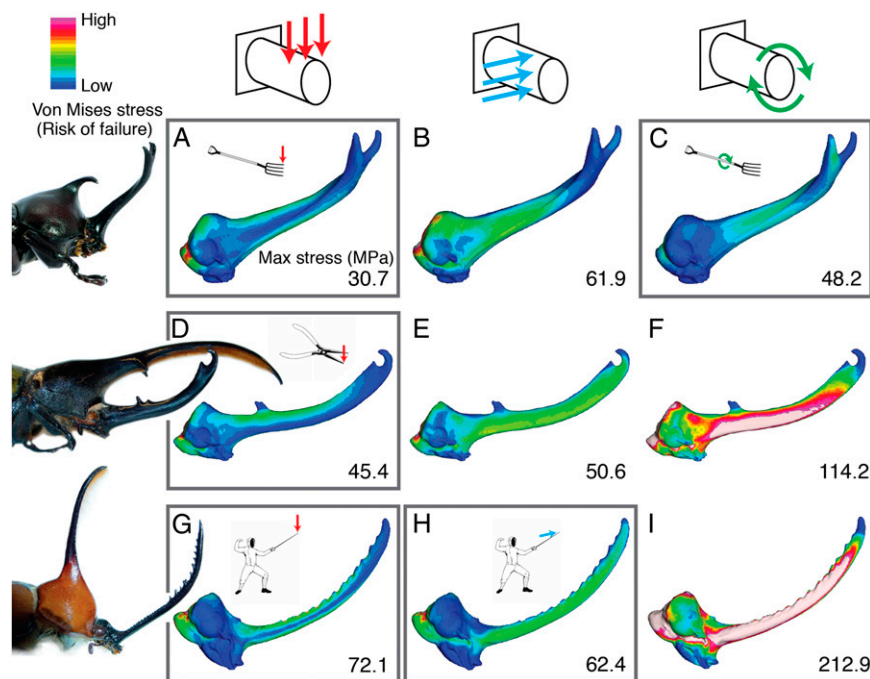 High
Low
Von Mises stress
(Risk of failure)
A
B
C
Max stress (MPa)
30.7
61.9
48.2
D
E
F
45.4
50.6
114.2
G
H
I
72.1
62.4
212.9